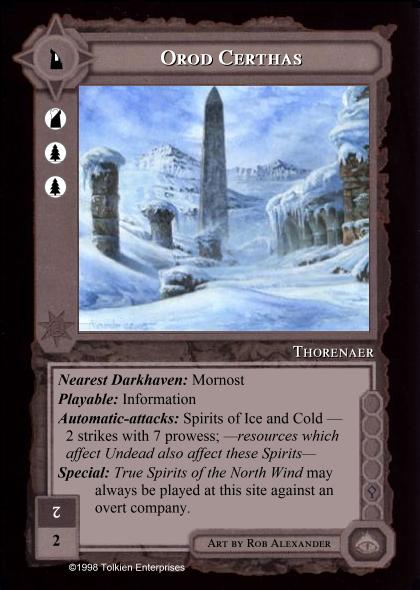 Orod Certhas
Thorenaer
Nearest Darkhaven: Mornost
Playable: Information
Automatic-attacks: Spirits of Ice and Cold —
2 strikes with 7 prowess; —resources which
affect Undead also affect these Spirits—
Special: True Spirits of the North Wind may
always be played at this site against an
overt company.
2
2
Art by Rob Alexander
©1998 Tolkien Enterprises